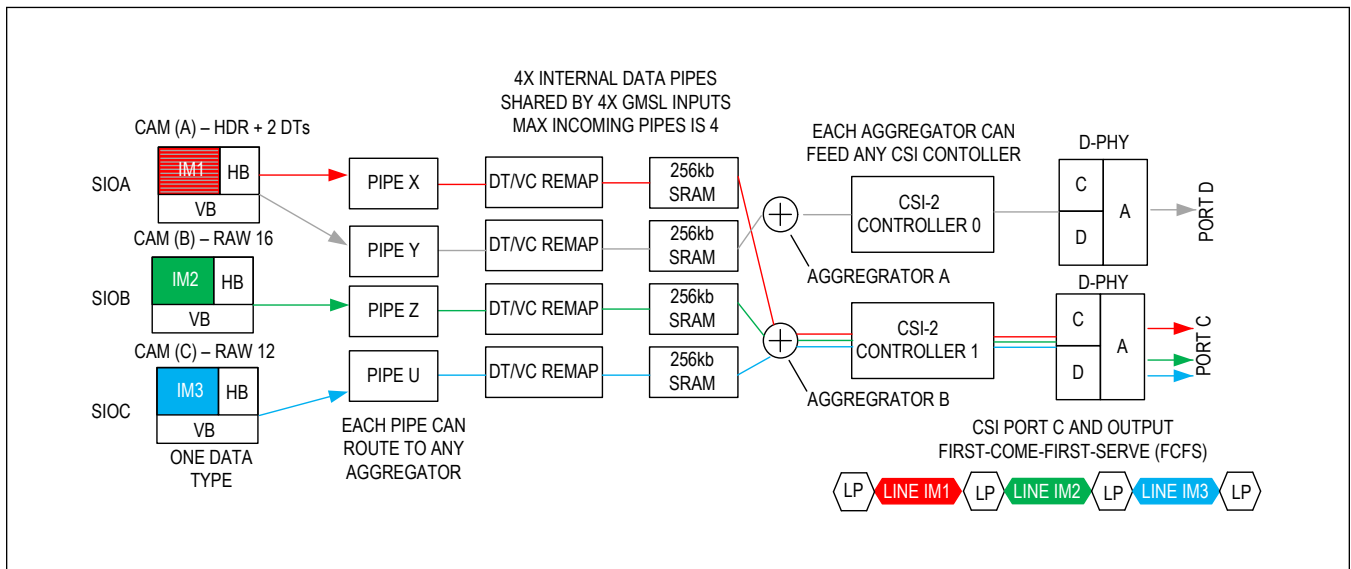 4X INTERNAL DATA PIPES
SHARED BY 4X GMSL INPUTS
MAX INCOMING PIPES IS 4
CAM (A) – HDR + 2 DTs
SIOA
IM1
HB
VB
CAM (B) – RAW 16
SIOB
IM2
HB
VB
CAM (C) – RAW 12
SIOC
IM3
HB
VB
ONE DATA
TYPE
PIPE X
PIPE Y
PIPE Z
PIPE U
EACH PIPE CAN
ROUTE TO ANY
AGGREGATOR
DT/VC REMAP
DT/VC REMAP
DT/VC REMAP
DT/VC REMAP
256kb
SRAM
256kb
SRAM
256kb
SRAM
256kb
SRAM
EACH AGGREGATOR CAN
FEED ANY CSI CONTOLLER
AGGREGRATOR A
AGGREGRATOR B
CSI-2
CONTROLLER 0
CSI-2
CONTROLLER 1
D-PHY
C
D
A
PORT D
D-PHY
C
D
A
PORT C
CSI PORT C AND OUTPUT
FIRST-COME-FIRST-SERVE (FCFS)
LP LINE IM1 LP LINE IM2 LP LINE IM3 LP